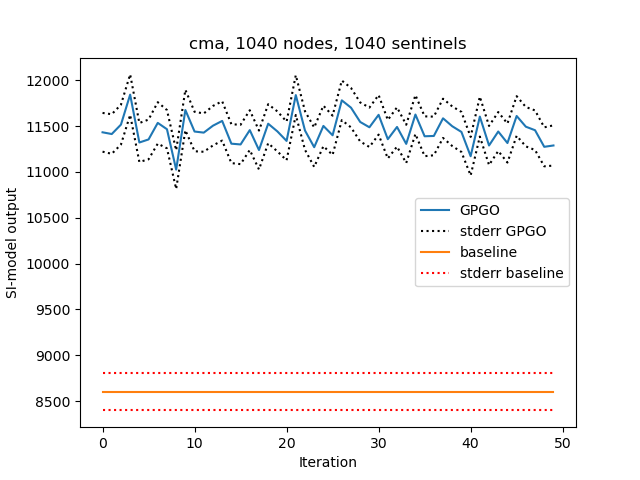 cma, 1040 nodes, 1040 sentinels
12000
11500
11000
10500
10000
9500
9000
8500
SI-model output
GPGO
stderr GPGO
baseline
stderr baseline
0 10 20 30 40 50
Iteration